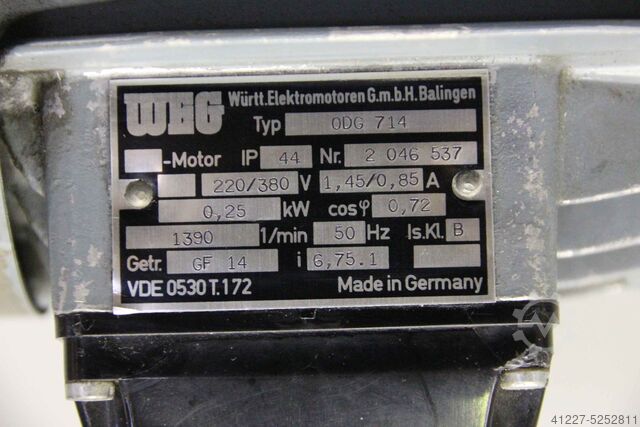 WEG Württ. Elektromotoren G.m.b.H. Balingen
Typ ODG 714
-Motor IP 44 Nr. 2 046 537
220/380 V 1,45/0,85 A
0,25 kW cosφ 0,72
1390 1/min 50 Hz Is.Kl. B
Getr. GF 14 i 6,75.1
VDE 0530 T.1 72 Made in Germany
41227-5252811